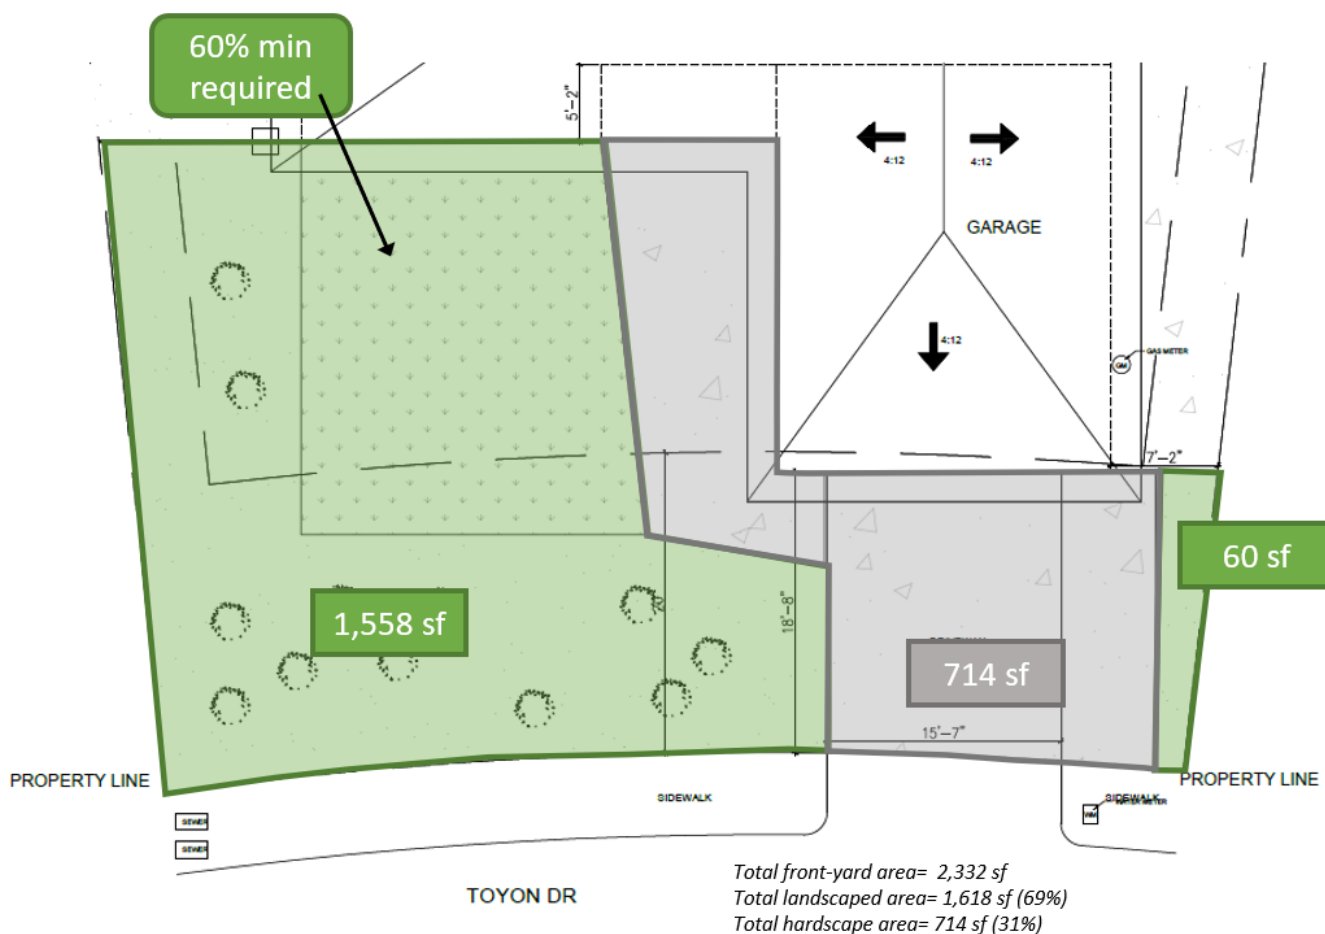 60% min
required
5'-2"
4:12
4:12
GARAGE
4:12
GAS METER
GM
7'-2"
60 sf
1,558 sf
20'
18'-8"
714 sf
15'-7"
PROPERTY LINE
PROPERTY LINE
SIDEWALK
SIDEWALK
WATER METER
WM
SEWER
SEWER
TOYON DR
Total front-yard area= 2,332 sf
Total landscaped area= 1,618 sf (69%)
Total hardscape area= 714 sf (31%)